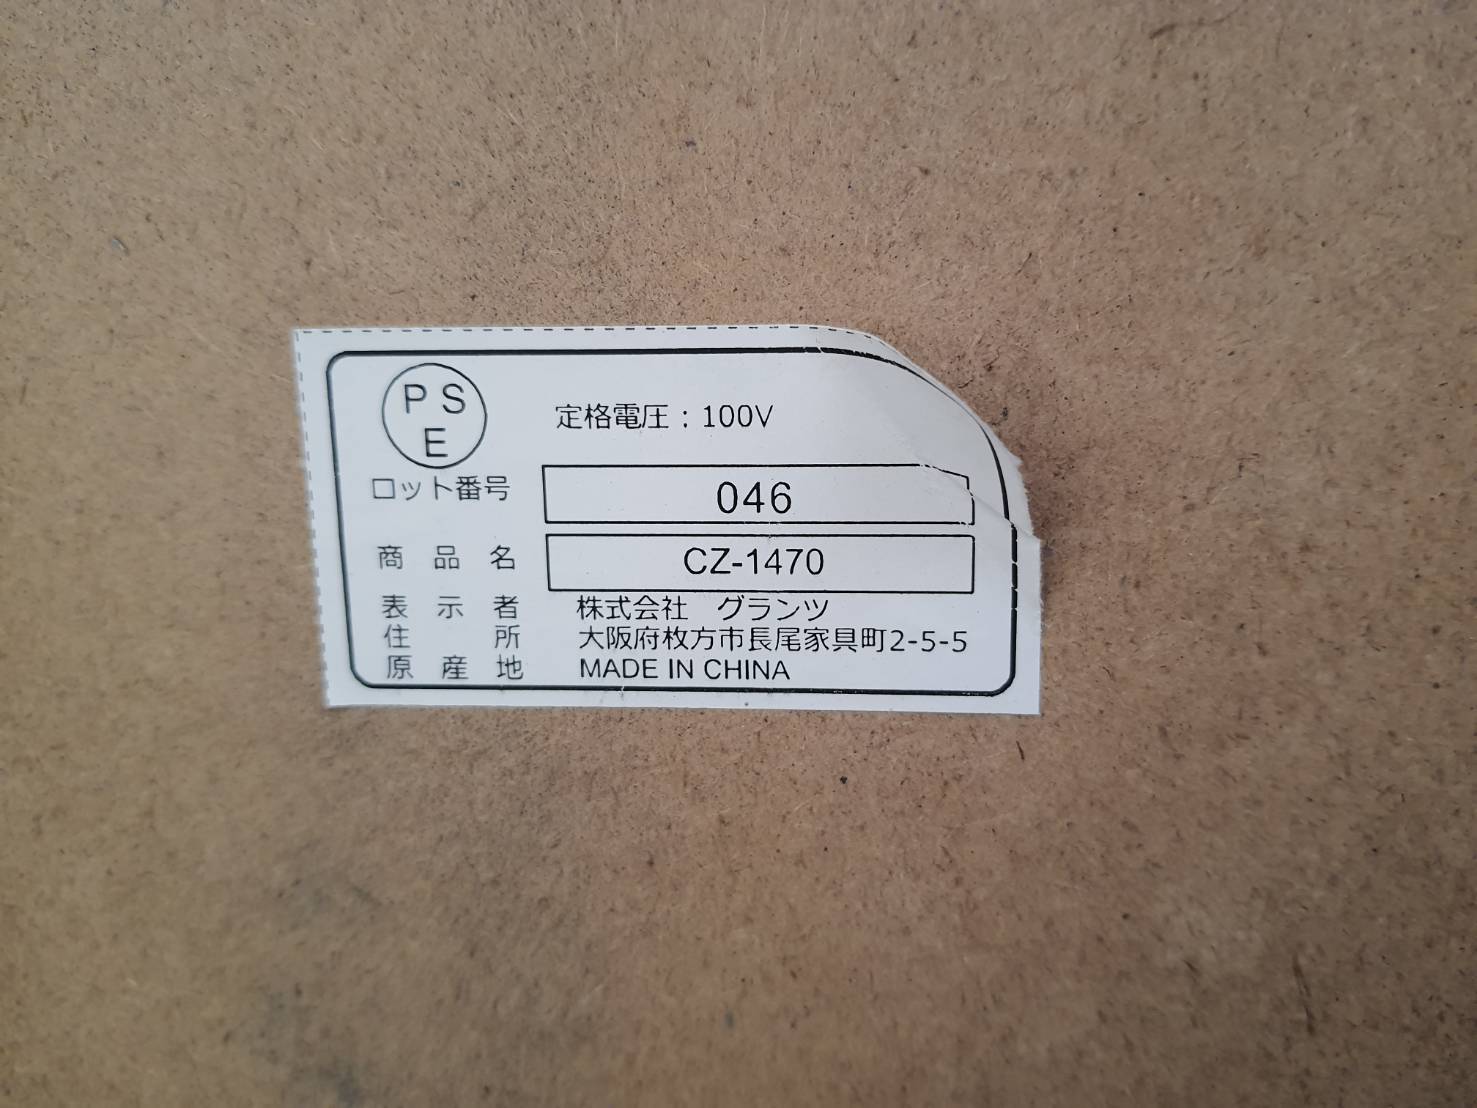 PS
E
定格電圧：100V
ロット番号 046
商品名 CZ-1470
表示者 株式会社 グランツ
住所 大阪府枚方市長尾家具町2-5-5
原産地 MADE IN CHINA